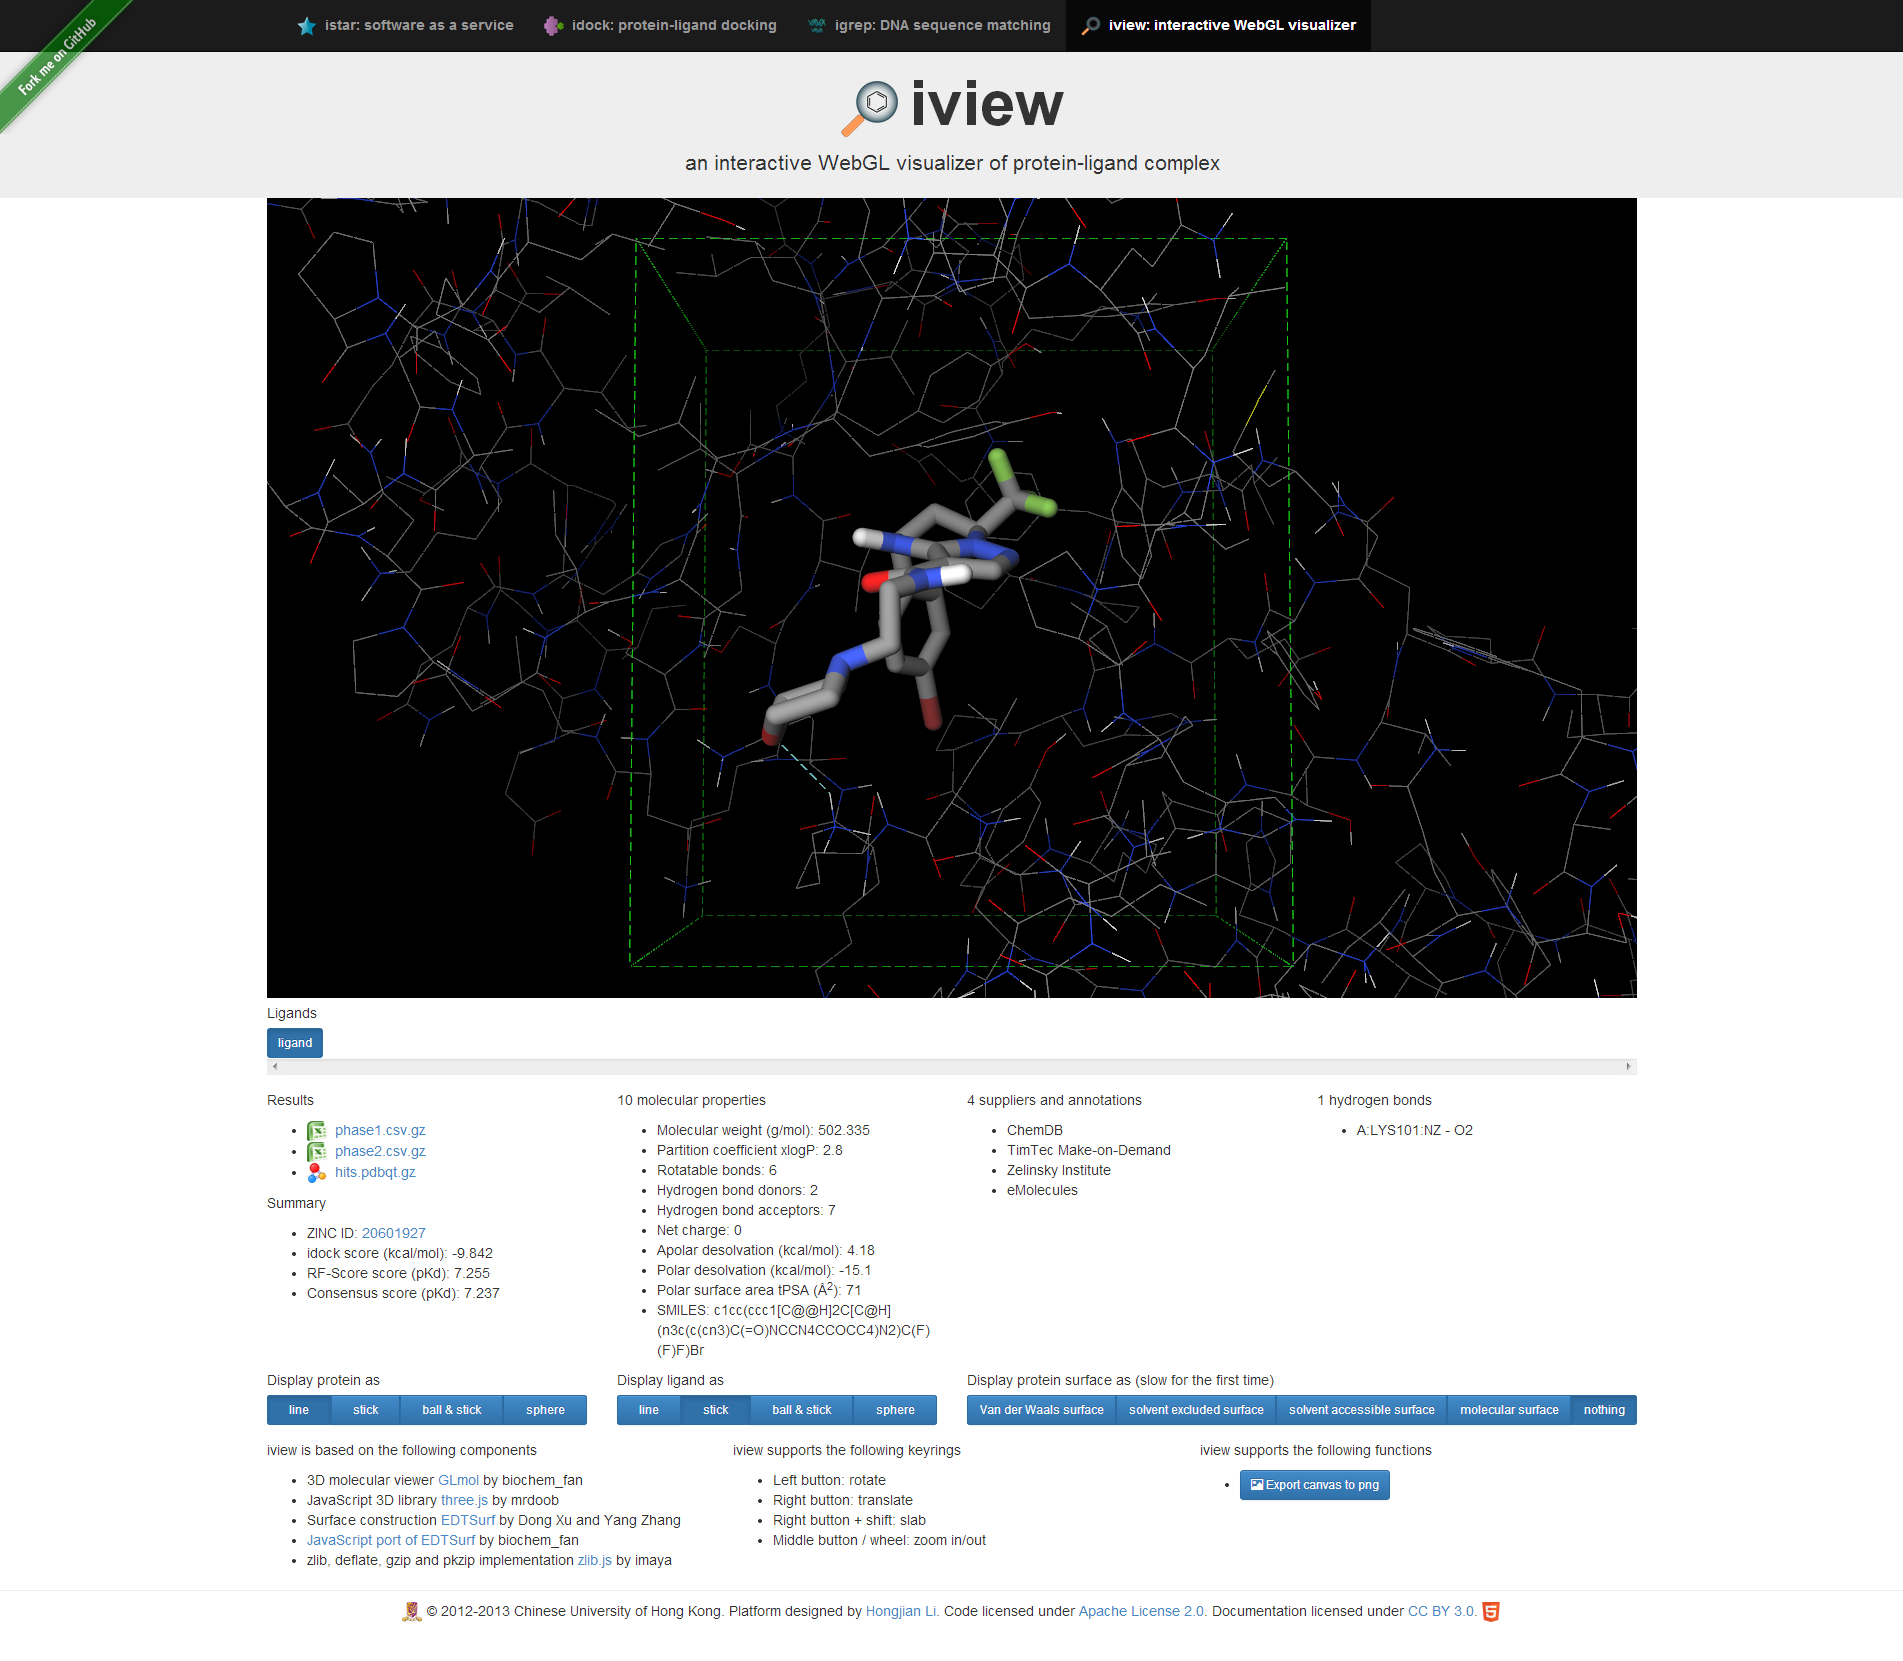 Fork me on GitHub
istar: software as a service
idock: protein-ligand docking
igrep: DNA sequence matching
iview: interactive WebGL visualizer
iview
an interactive WebGL visualizer of protein-ligand complex
Ligands
ligand
Results
phase1.csv.gz
phase2.csv.gz
hits.pdbqt.gz
Summary
ZINC ID: 20601927
idock score (kcal/mol): -9.842
RF-Score score (pKd): 7.255
Consensus score (pKd): 7.237
10 molecular properties
Molecular weight (g/mol): 502.335
Partition coefficient xlogP: 2.8
Rotatable bonds: 6
Hydrogen bond donors: 2
Hydrogen bond acceptors: 7
Net charge: 0
Apolar desolvation (kcal/mol): 4.18
Polar desolvation (kcal/mol): -15.1
Polar surface area tPSA (Å²): 71
SMILES: c1cc(ccc1[C@@H]2C[C@H]
(n3c(c(cn3)C(=O)NCCN4CCOCC4)N2)C(F)
(F)F)Br
4 suppliers and annotations
ChemDB
TimTec Make-on-Demand
Zelinsky Institute
eMolecules
1 hydrogen bonds
A:LYS101:NZ - O2
Display protein as
line stick ball & stick sphere
Display ligand as
line stick ball & stick sphere
Display protein surface as (slow for the first time)
Van der Waals surface solvent excluded surface solvent accessible surface molecular surface nothing
iview is based on the following components
3D molecular viewer GLmol by biochem_fan
JavaScript 3D library three.js by mrdoob
Surface construction EDTSurf by Dong Xu and Yang Zhang
JavaScript port of EDTSurf by biochem_fan
zlib, deflate, gzip and pkzip implementation zlib.js by imaya
iview supports the following keyrings
Left button: rotate
Right button: translate
Right button + shift: slab
Middle button / wheel: zoom in/out
iview supports the following functions
Export canvas to png
© 2012-2013 Chinese University of Hong Kong. Platform designed by Hongjian Li. Code licensed under Apache License 2.0. Documentation licensed under CC BY 3.0.